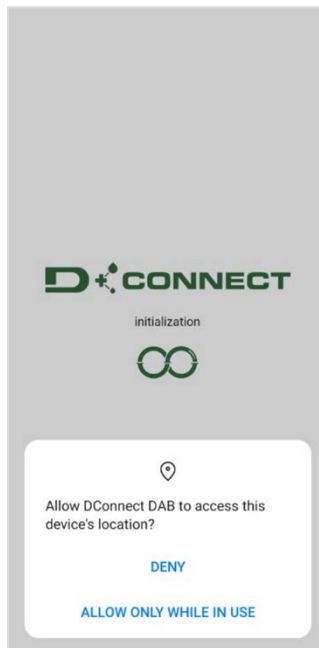 D+CONNECT
initialization
Allow DConnect DAB to access this
device's location?
DENY
ALLOW ONLY WHILE IN USE